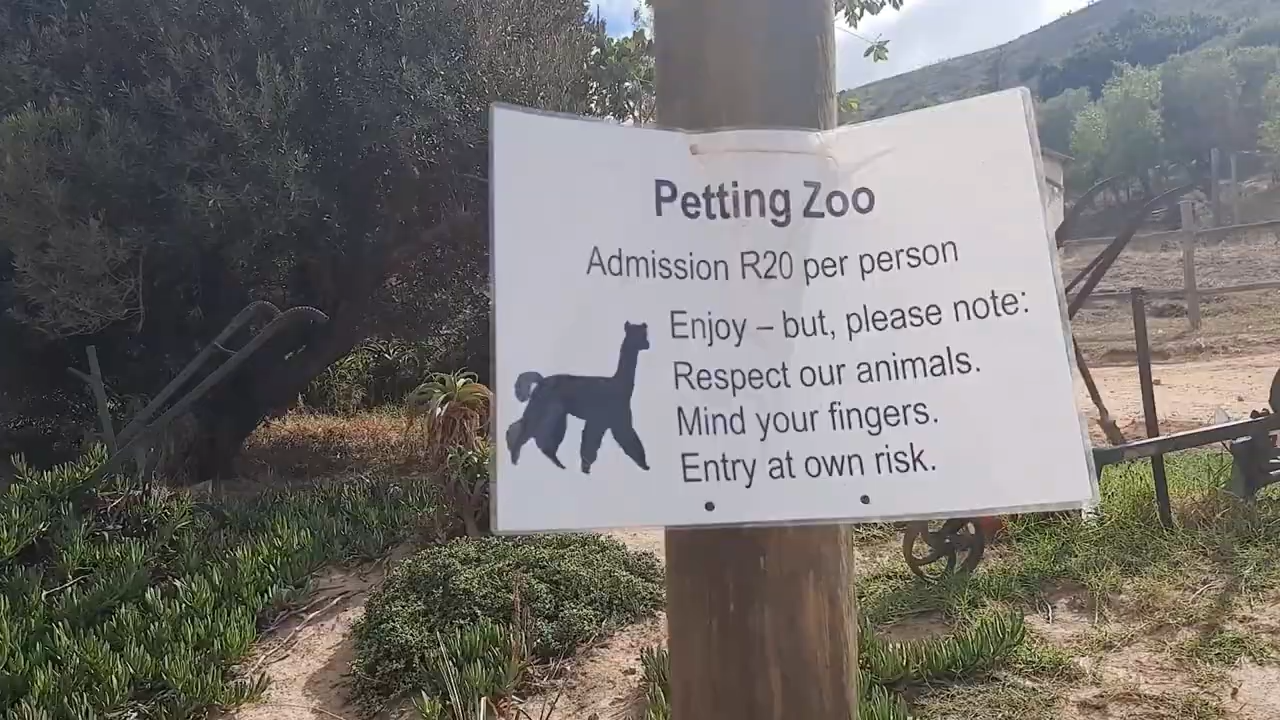 Petting Zoo
Admission R20 per person
Enjoy – but, please note:
Respect our animals.
Mind your fingers.
Entry at own risk.